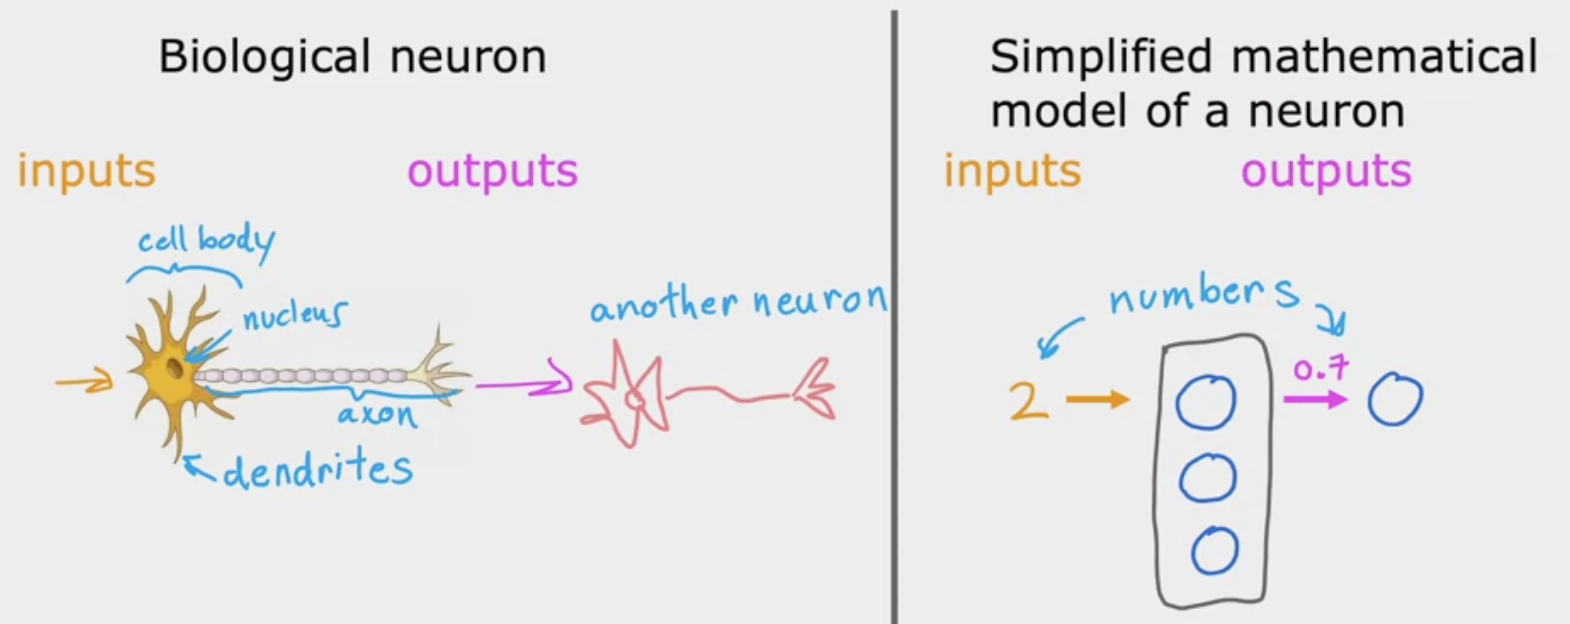 Biological neuron
inputs
outputs
cell body
nucleus
another neuron
axon
dendrites
Simplified mathematical
model of a neuron
inputs
outputs
numbers
0.7
2